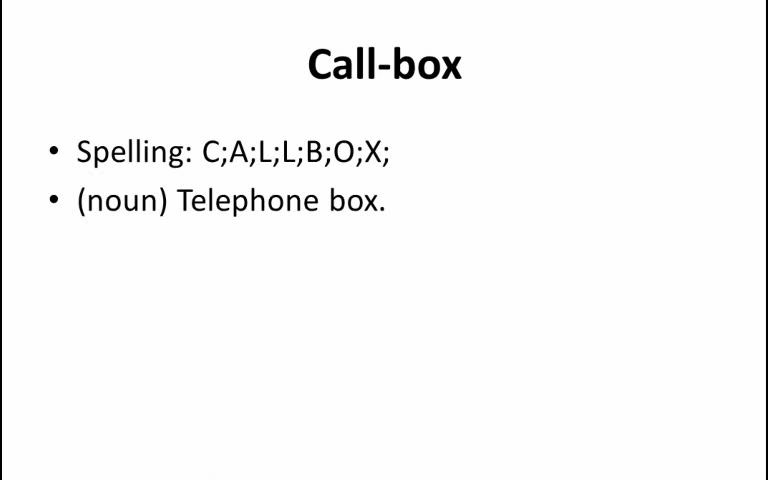 Call-box
• Spelling: C;A;L;L;B;O;X;
• (noun) Telephone box.